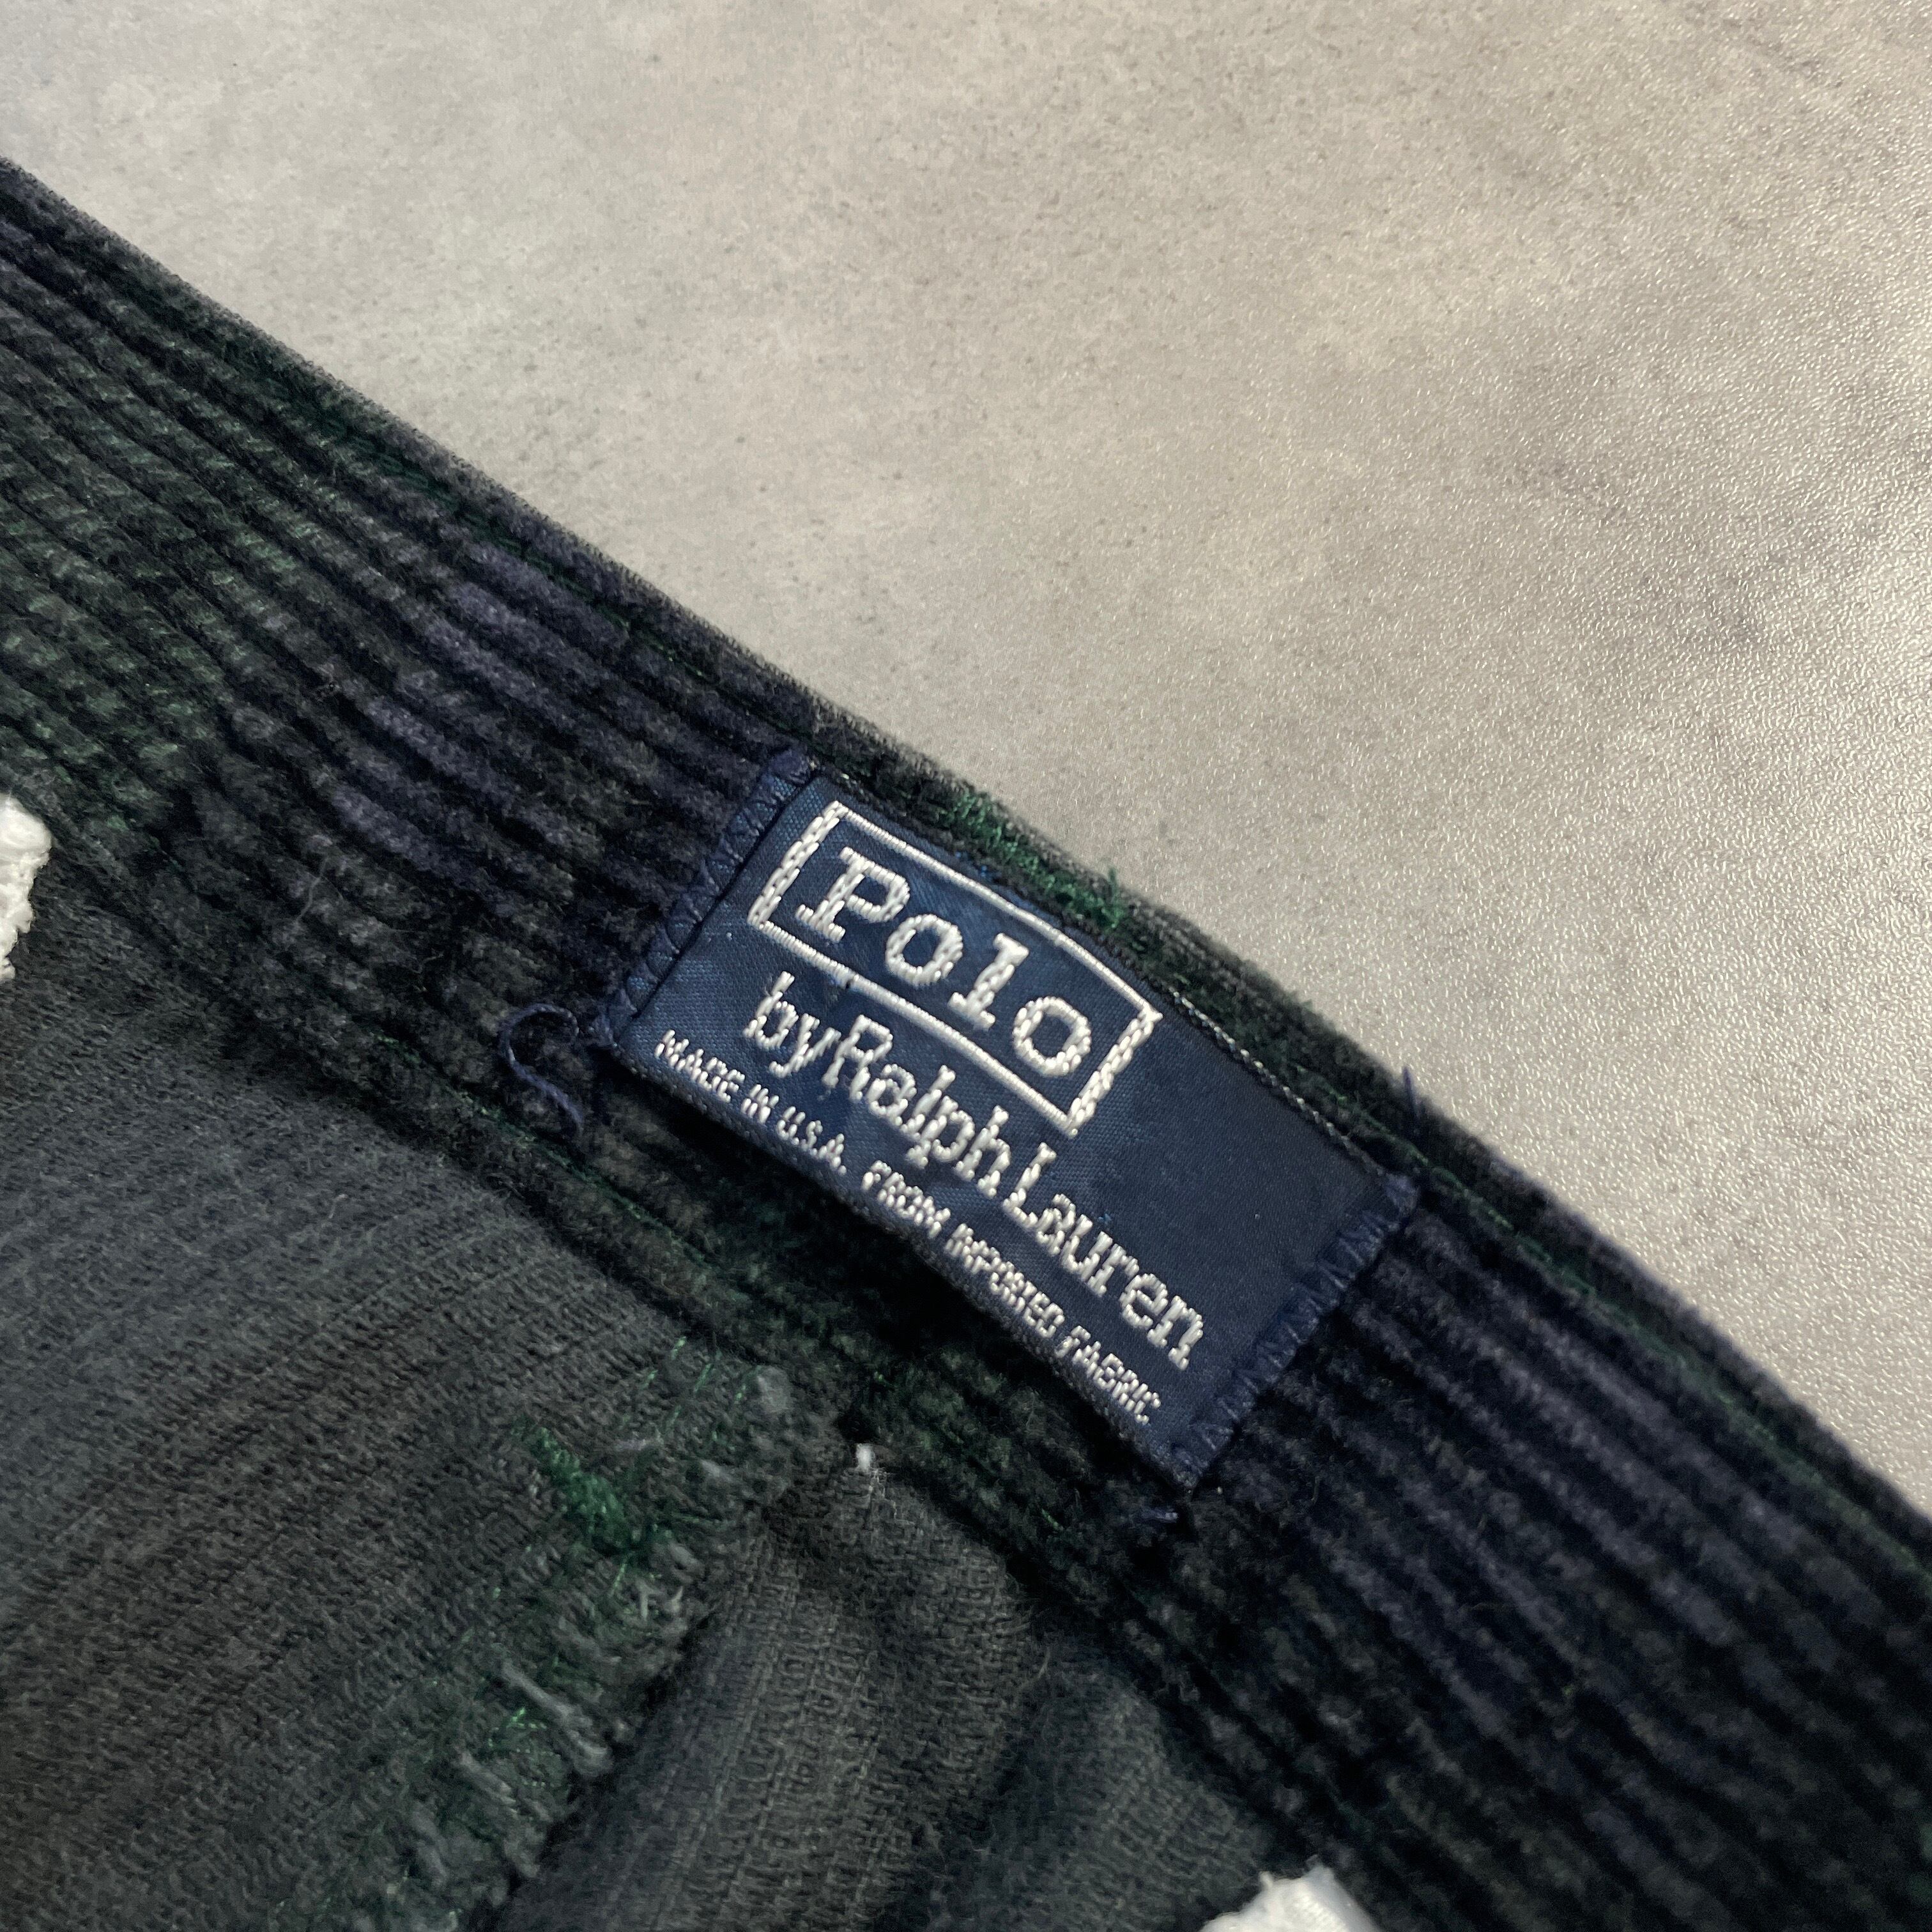 Polo
by Ralph Lauren
MADE IN U.S.A. FROM IMPORTED FABRIC